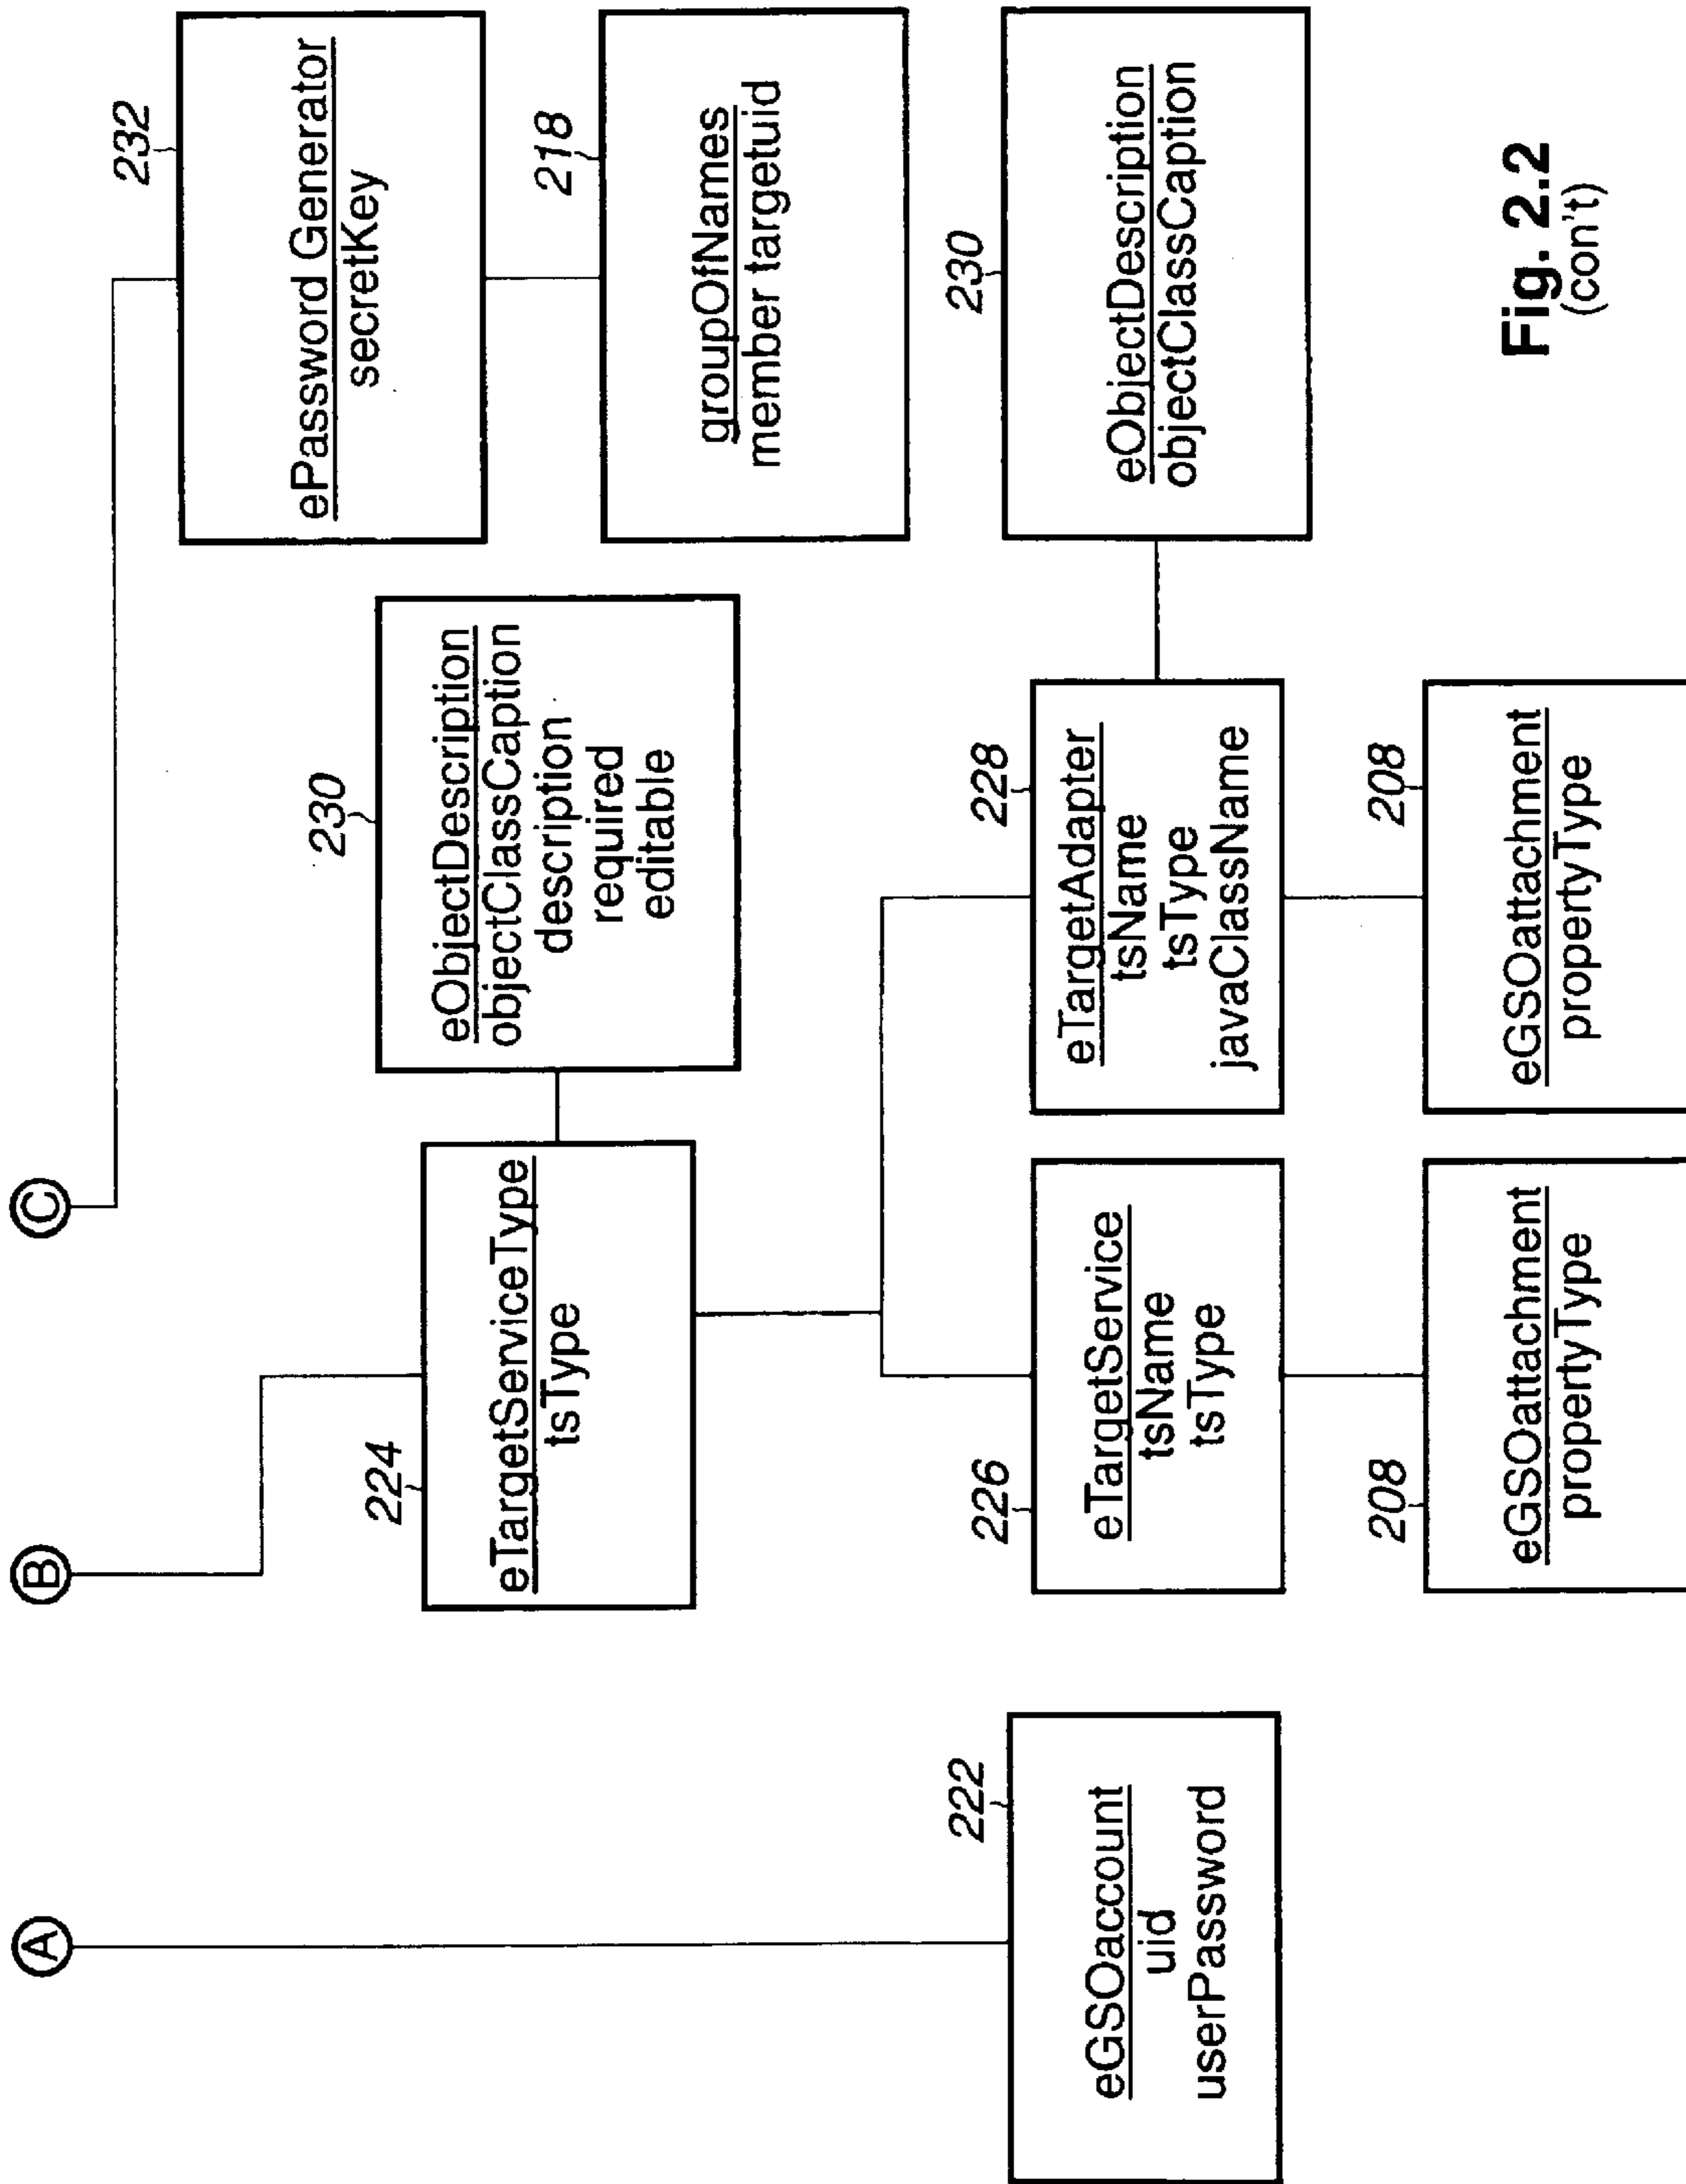 A
B
C
232
ePassword Generator
secretKey
218
groupOfNames
member targetuid
224
eTargetServiceType
tsType
230
eObjectDescription
objectClassCaption
description
required
editable
222
eGSOaccount
uid
userPassword
226
eTargetService
tsName
tsType
228
eTargetAdapter
tsName
tsType
javaClassName
230
eObjectDescription
objectClassCaption
208
eGSOattachment
propertyType
208
eGSOattachment
propertyType
Fig. 2.2
(con't)